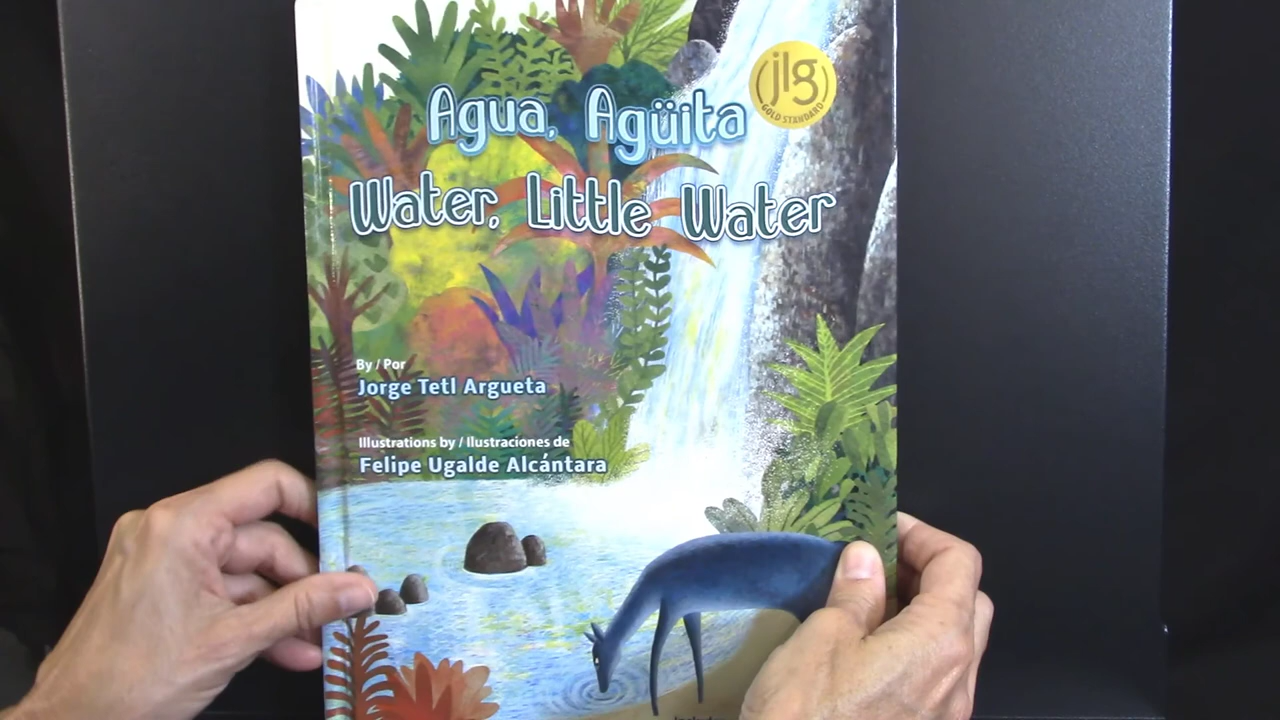 Agua, Agüita
Water, Little Water
(jlg)
GOLD STANDARD
By / Por
Jorge Tetl Argueta
Illustrations by / Ilustraciones de
Felipe Ugalde Alcántara